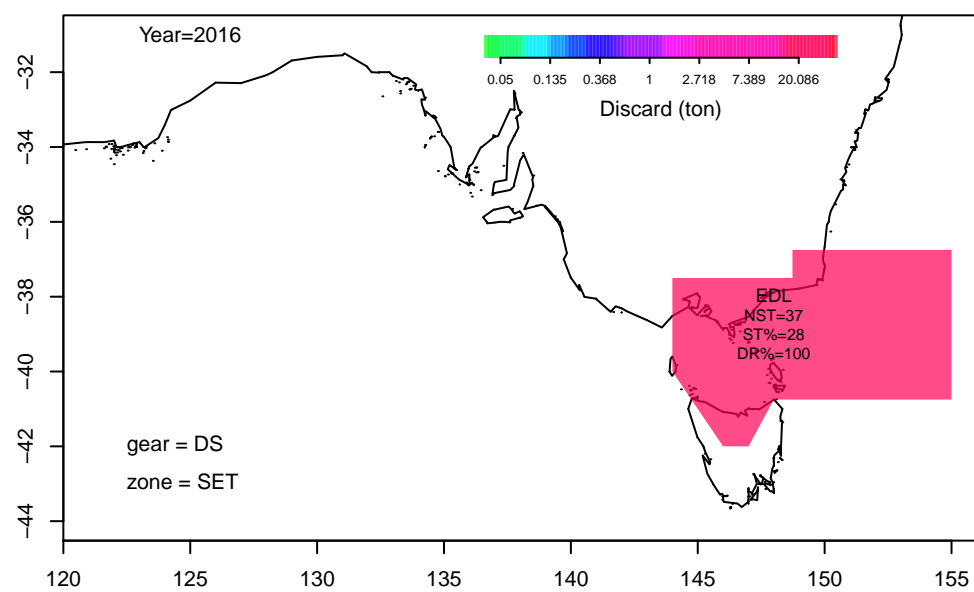 Year=2016
0.05 0.135 0.368 1 2.718 7.389 20.086
Discard (ton)
−32
−34
−36
−38
−40
−42
−44
EDL
NST=37
ST%=28
DR%=100
gear = DS
zone = SET
120 125 130 135 140 145 150 155